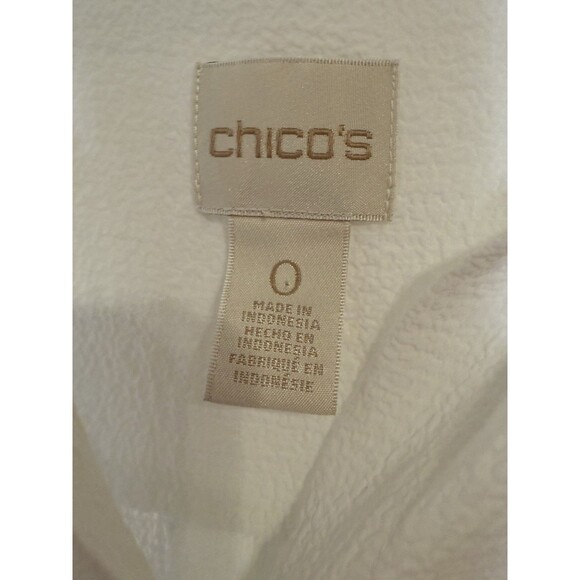 chico's
0
MADE IN
INDONESIA
HECHO EN
INDONESIA
FABRIQUÉ EN
INDONÉSIE